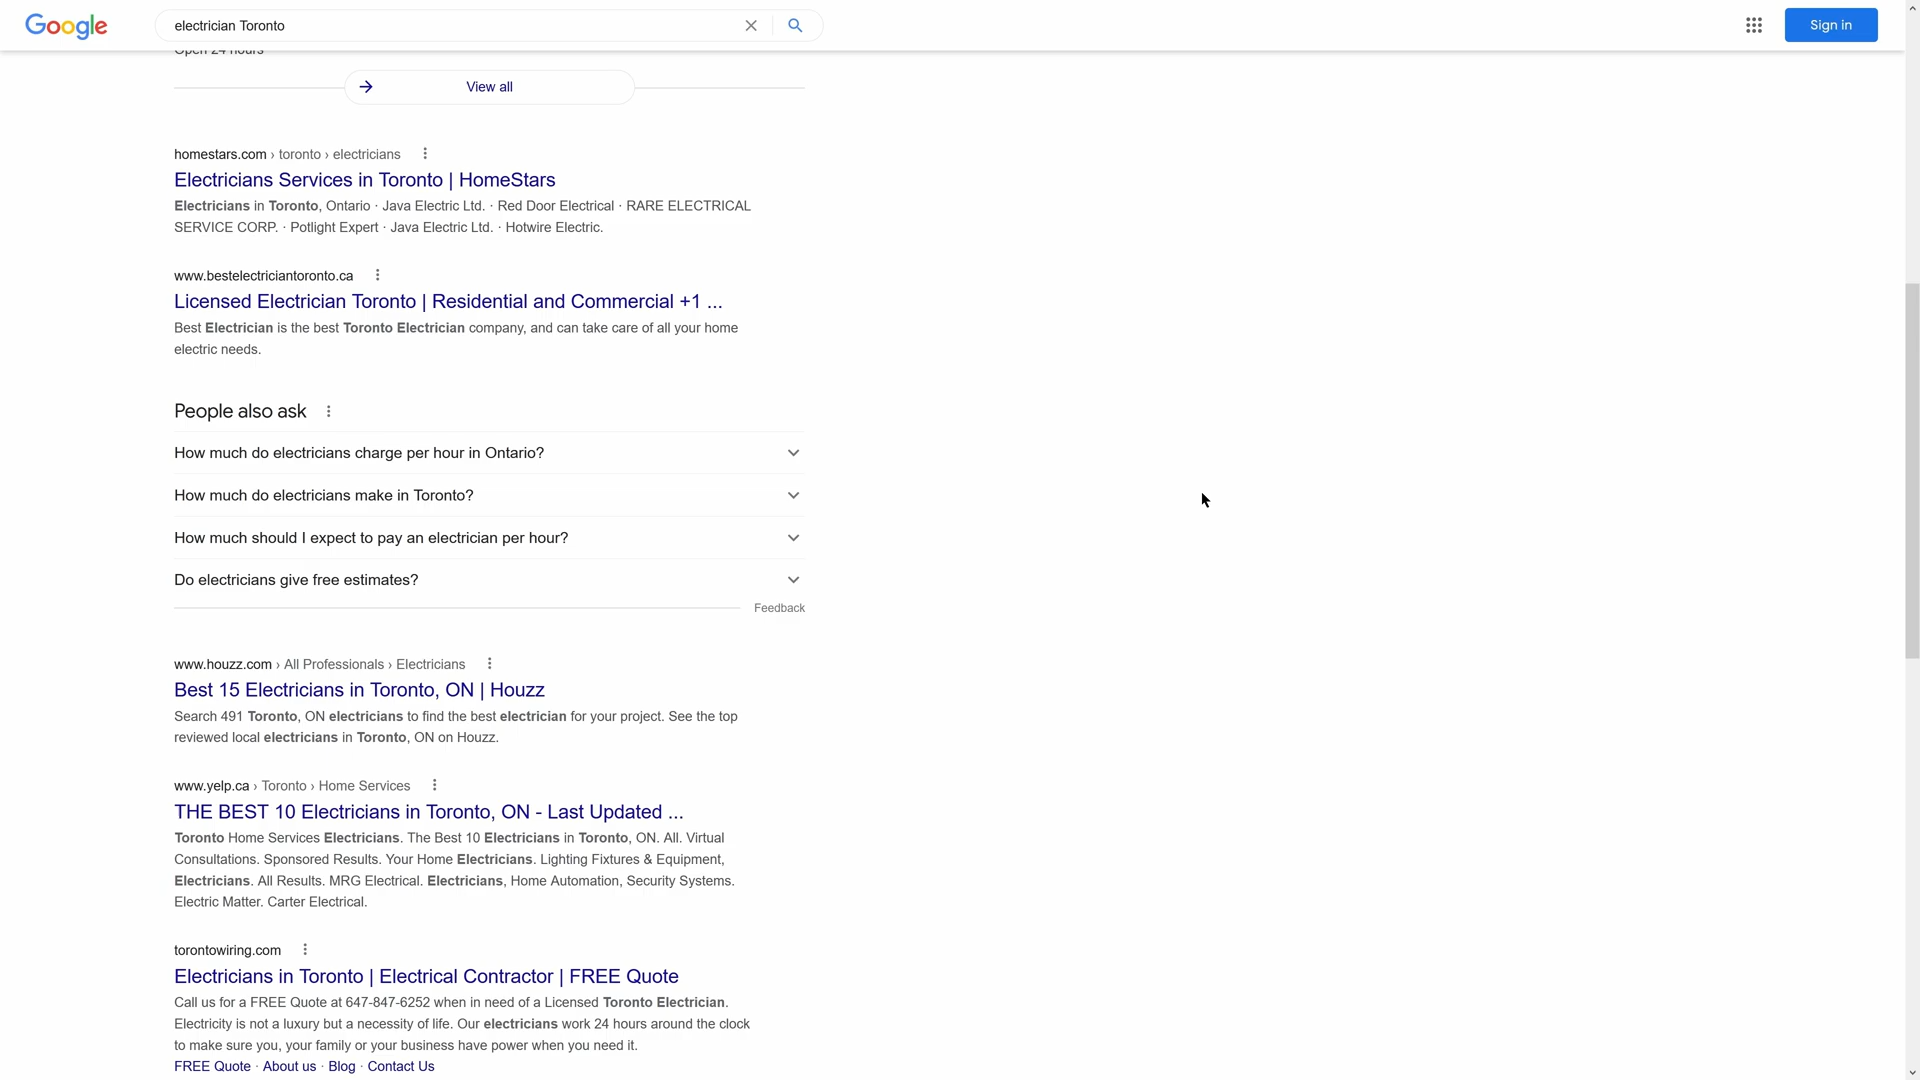 Google
electrician Toronto
Sign in
Open 24 hours
View all
homestars.com › toronto › electricians
Electricians Services in Toronto | HomeStars
Electricians in Toronto, Ontario · Java Electric Ltd. · Red Door Electrical · RARE ELECTRICAL
SERVICE CORP. · Potlight Expert · Java Electric Ltd. · Hotwire Electric.
www.bestelectriciantoronto.ca
Licensed Electrician Toronto | Residential and Commercial +1 ...
Best Electrician is the best Toronto Electrician company, and can take care of all your home
electric needs.
People also ask
How much do electricians charge per hour in Ontario?
How much do electricians make in Toronto?
How much should I expect to pay an electrician per hour?
Do electricians give free estimates?
Feedback
www.houzz.com › All Professionals › Electricians
Best 15 Electricians in Toronto, ON | Houzz
Search 491 Toronto, ON electricians to find the best electrician for your project. See the top
reviewed local electricians in Toronto, ON on Houzz.
www.yelp.ca › Toronto › Home Services
THE BEST 10 Electricians in Toronto, ON - Last Updated ...
Toronto Home Services Electricians. The Best 10 Electricians in Toronto, ON. All. Virtual
Consultations. Sponsored Results. Your Home Electricians. Lighting Fixtures & Equipment,
Electricians. All Results. MRG Electrical. Electricians, Home Automation, Security Systems.
Electric Matter. Carter Electrical.
torontowiring.com
Electricians in Toronto | Electrical Contractor | FREE Quote
Call us for a FREE Quote at 647-847-6252 when in need of a Licensed Toronto Electrician.
Electricity is not a luxury but a necessity of life. Our electricians work 24 hours around the clock
to make sure you, your family or your business have power when you need it.
FREE Quote · About us · Blog · Contact Us